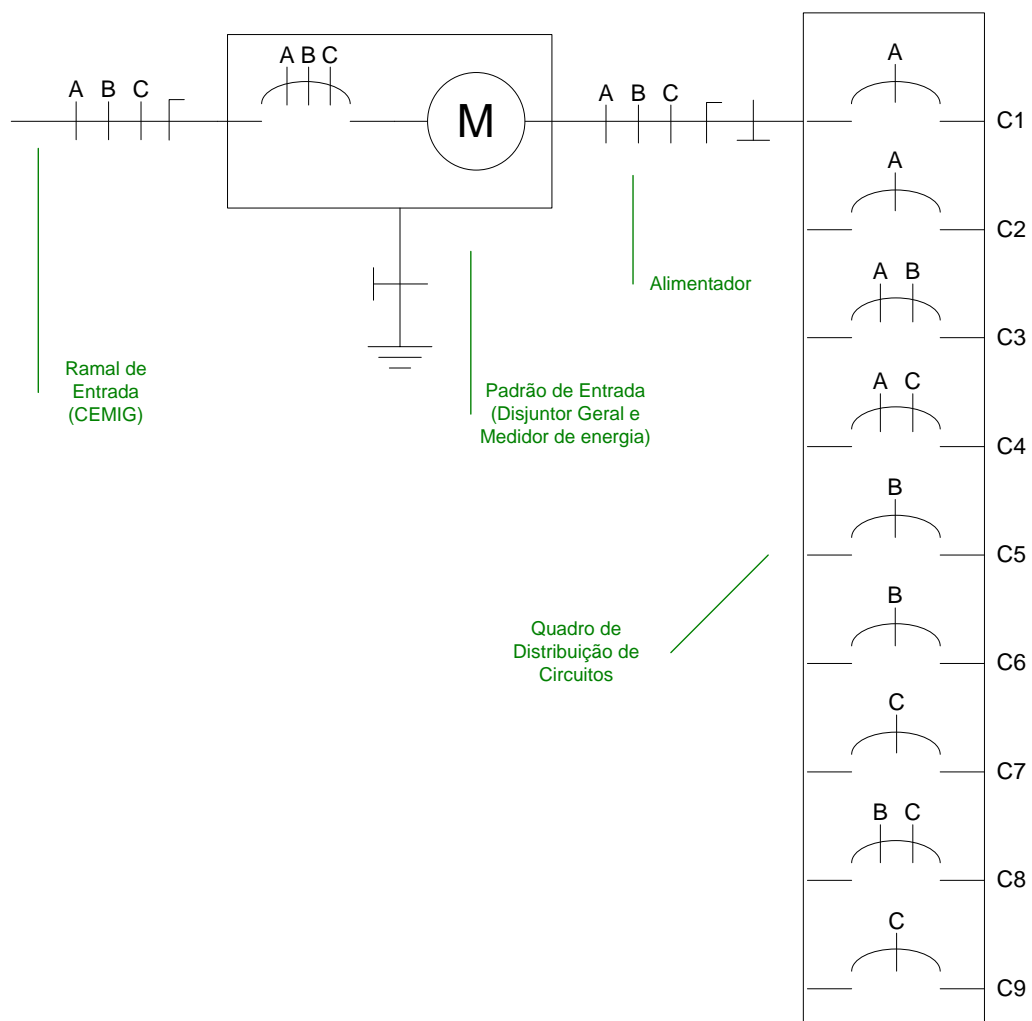 A B C
A B C
M
A B C
Ramal de
Entrada
(CEMIG)
Padrão de Entrada
(Disjuntor Geral e
Medidor de energia)
Alimentador
Quadro de
Distribuição de
Circuitos
A
C1
A
C2
A B
C3
A C
C4
B
C5
B
C6
C
C7
B C
C8
C
C9